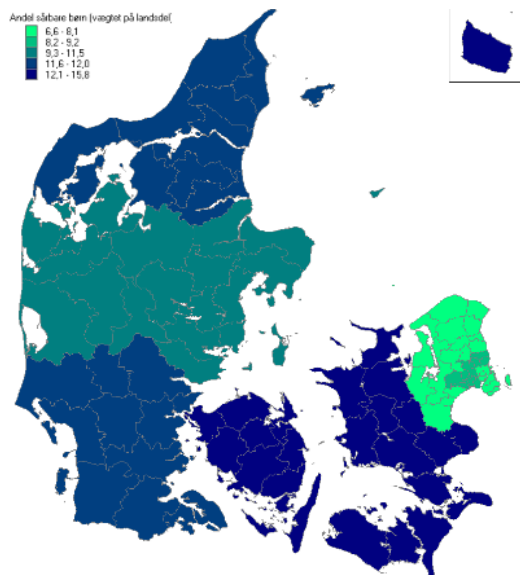 Andel sårbare børn (vægtet på landsdel
6,6 - 8,1
8,2 - 9,2
9,3 - 11,5
11,6 - 12,0
12,1 - 15,8